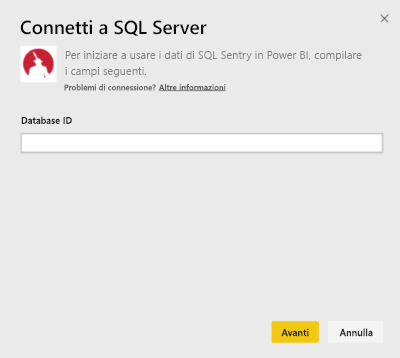 Connetti a SQL Server
Per iniziare a usare i dati di SQL Sentry in Power BI, compilare
i campi seguenti.
Problemi di connessione? Altre informazioni
Database ID
Avanti
Annulla